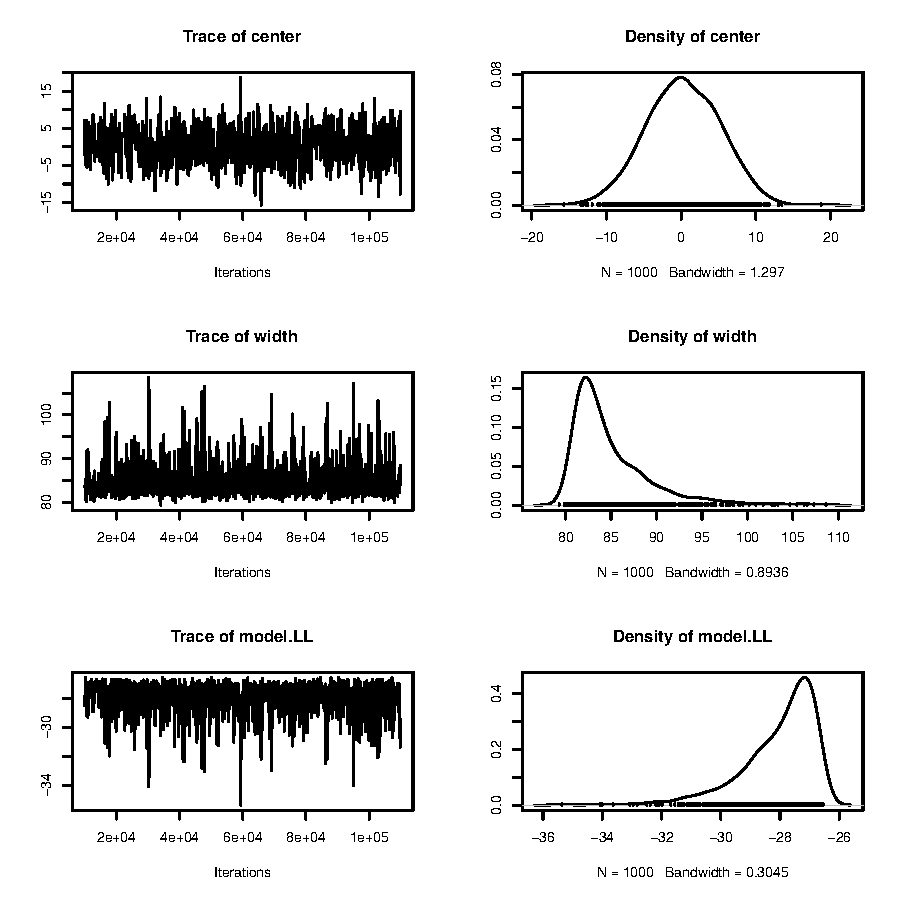 Trace of center
15
5
−5
−15
2e+04 4e+04 6e+04 8e+04 1e+05
Iterations
Density of center
0.08
0.04
0.00
−20 −10 0 10 20
N = 1000 Bandwidth = 1.297
Trace of width
100
90
80
2e+04 4e+04 6e+04 8e+04 1e+05
Iterations
Density of width
0.15
0.10
0.05
0.00
80 85 90 95 100 105 110
N = 1000 Bandwidth = 0.8936
Trace of model.LL
−30
−34
2e+04 4e+04 6e+04 8e+04 1e+05
Iterations
Density of model.LL
0.4
0.2
0.0
−36 −34 −32 −30 −28 −26
N = 1000 Bandwidth = 0.3045